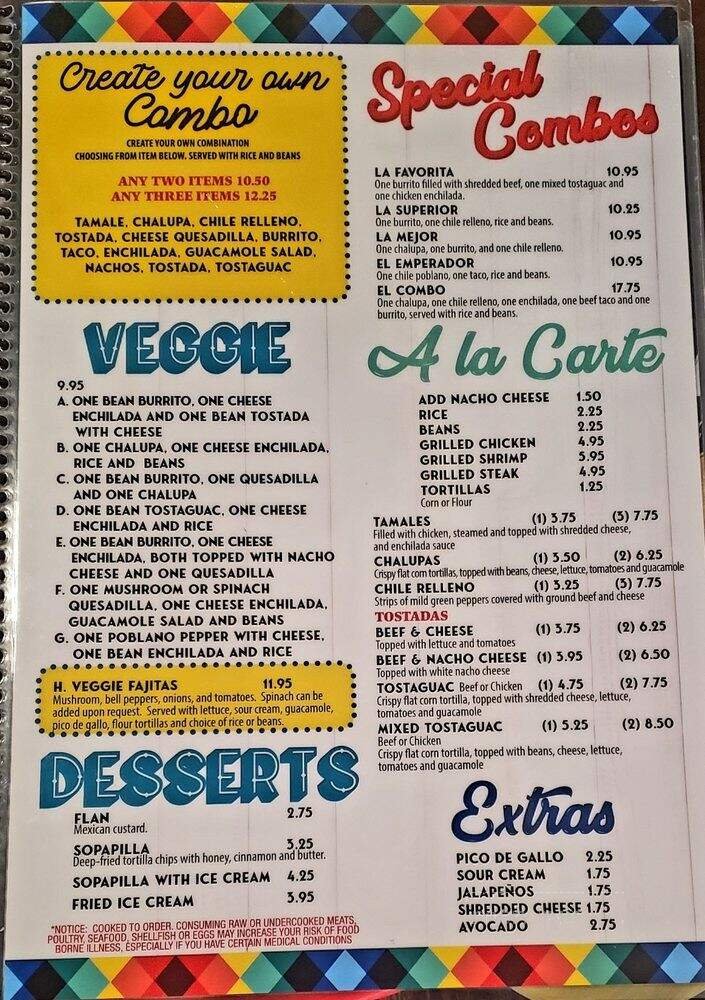 Create your own
Combo
CREATE YOUR OWN COMBINATION
CHOOSING FROM ITEM BELOW. SERVED WITH RICE AND BEANS
ANY TWO ITEMS 10.50
ANY THREE ITEMS 12.25
TAMALE, CHALUPA, CHILE RELLENO,
TOSTADA, CHEESE QUESADILLA, BURRITO,
TACO, ENCHILADA, GUACAMOLE SALAD,
NACHOS, TOSTADA, TOSTAGUAC
VEGGIE
9.95
A. ONE BEAN BURRITO, ONE CHEESE
ENCHILADA AND ONE BEAN TOSTADA
WITH CHEESE
B. ONE CHALUPA, ONE CHEESE ENCHILADA,
RICE AND BEANS
C. ONE BEAN BURRITO, ONE QUESADILLA
AND ONE CHALUPA
D. ONE BEAN TOSTAGUAC, ONE CHEESE
ENCHILADA AND RICE
E. ONE BEAN BURRITO, ONE CHEESE
ENCHILADA, BOTH TOPPED WITH NACHO
CHEESE AND ONE QUESADILLA
F. ONE MUSHROOM OR SPINACH
QUESADILLA, ONE CHEESE ENCHILADA,
GUACAMOLE SALAD AND BEANS
G. ONE POBLANO PEPPER WITH CHEESE,
ONE BEAN ENCHILADA AND RICE
H. VEGGIE FAJITAS 11.95
Mushroom, bell peppers, onions, and tomatoes. Spinach can be
added upon request. Served with lettuce, sour cream, guacamole,
pico de gallo, flour tortillas and choice of rice or beans.
DESSERTS
FLAN 2.75
Mexican custard.
SOPAPILLA 3.25
Deep-fried tortilla chips with honey, cinnamon and butter.
SOPAPILLA WITH ICE CREAM 4.25
FRIED ICE CREAM 3.95
*NOTICE: COOKED TO ORDER. CONSUMING RAW OR UNDERCOOKED MEATS,
POULTRY, SEAFOOD, SHELLFISH OR EGGS MAY INCREASE YOUR RISK OF FOOD
BORNE ILLNESS, ESPECIALLY IF YOU HAVE CERTAIN MEDICAL CONDITIONS
Special
Combos
LA FAVORITA 10.95
One burrito filled with shredded beef, one mixed tostaguac and
one chicken enchilada.
LA SUPERIOR 10.25
One burrito, one chile relleno, rice and beans.
LA MEJOR 10.95
One chalupa, one burrito, and one chile relleno.
EL EMPERADOR 10.95
One chile poblano, one taco, rice and beans.
EL COMBO 17.75
One chalupa, one chile relleno, one enchilada, one beef taco and one
burrito, served with rice and beans.
A la Carte
ADD NACHO CHEESE 1.50
RICE 2.25
BEANS 2.25
GRILLED CHICKEN 4.95
GRILLED SHRIMP 5.95
GRILLED STEAK 4.95
TORTILLAS 1.25
Corn or Flour
TAMALES (1) 3.75 (3) 7.75
Filled with chicken, steamed and topped with shredded cheese,
and enchilada sauce
CHALUPAS (1) 3.50 (2) 6.25
Crispy flat corn tortillas, topped with beans, cheese, lettuce, tomatoes and guacamole
CHILE RELLENO (1) 3.25 (3) 7.75
Strips of mild green peppers covered with ground beef and cheese
TOSTADAS
BEEF & CHEESE (1) 3.75 (2) 6.25
Topped with lettuce and tomatoes
BEEF & NACHO CHEESE (1) 3.95 (2) 6.50
Topped with white nacho cheese
TOSTAGUAC Beef or Chicken (1) 4.75 (2) 7.75
Crispy flat corn tortilla, topped with shredded cheese, lettuce,
tomatoes and guacamole
MIXED TOSTAGUAC (1) 5.25 (2) 8.50
Beef or Chicken
Crispy flat corn tortilla, topped with beans, cheese, lettuce,
tomatoes and guacamole
Extras
PICO DE GALLO 2.25
SOUR CREAM 1.75
JALAPEÑOS 1.75
SHREDDED CHEESE 1.75
AVOCADO 2.75